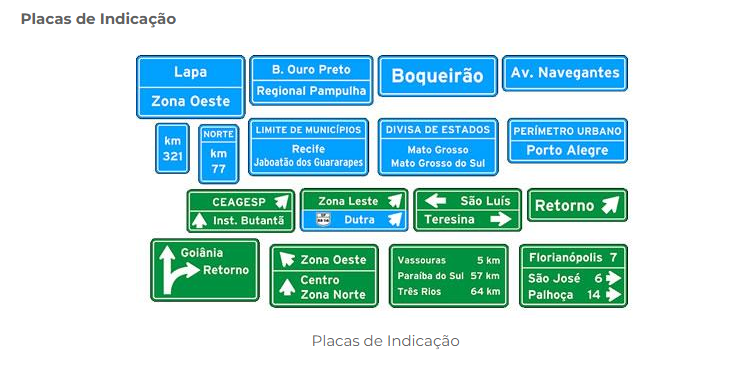 Placas de Indicação
Lapa
Zona Oeste
B. Ouro Preto
Regional Pampulha
Boqueirão
Av. Navegantes
km
321
NORTE
km
77
LIMITE DE MUNICÍPIOS
Recife
Jaboatão dos Guararapes
DIVISA DE ESTADOS
Mato Grosso
Mato Grosso do Sul
PERÍMETRO URBANO
Porto Alegre
CEAGESP
Inst. Butantã
Zona Leste
Dutra
São Luís
Teresina
Retorno
Goiânia
Retorno
Zona Oeste
Centro
Zona Norte
Vassouras 5 km
Paraíba do Sul 57 km
Três Rios 64 km
Florianópolis 7
São José 6
Palhoça 14
Placas de Indicação